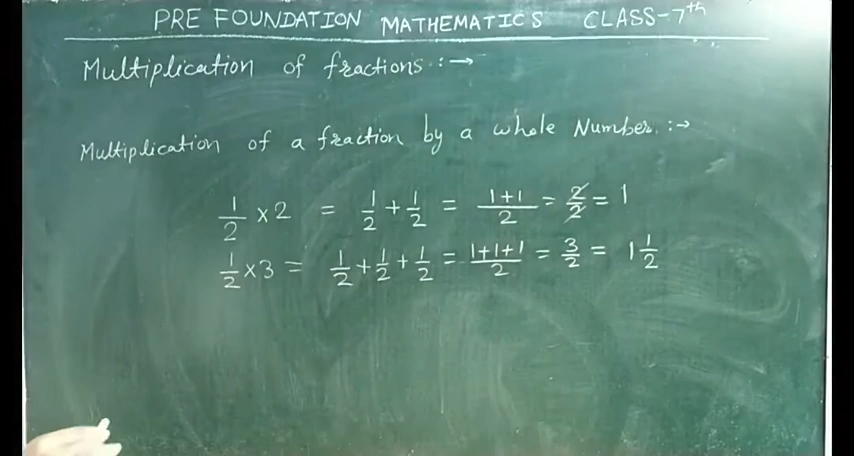 PRE FOUNDATION MATHEMATICS CLASS-7th
Multiplication of fractions :→
Multiplication of a fraction by a whole Number :→
1/2 ×2 = 1/2 + 1/2 = 1+1/2 = 2/2 = 1
1/2 ×3 = 1/2 + 1/2 + 1/2 = 1+1+1/2 = 3/2 = 1 1/2